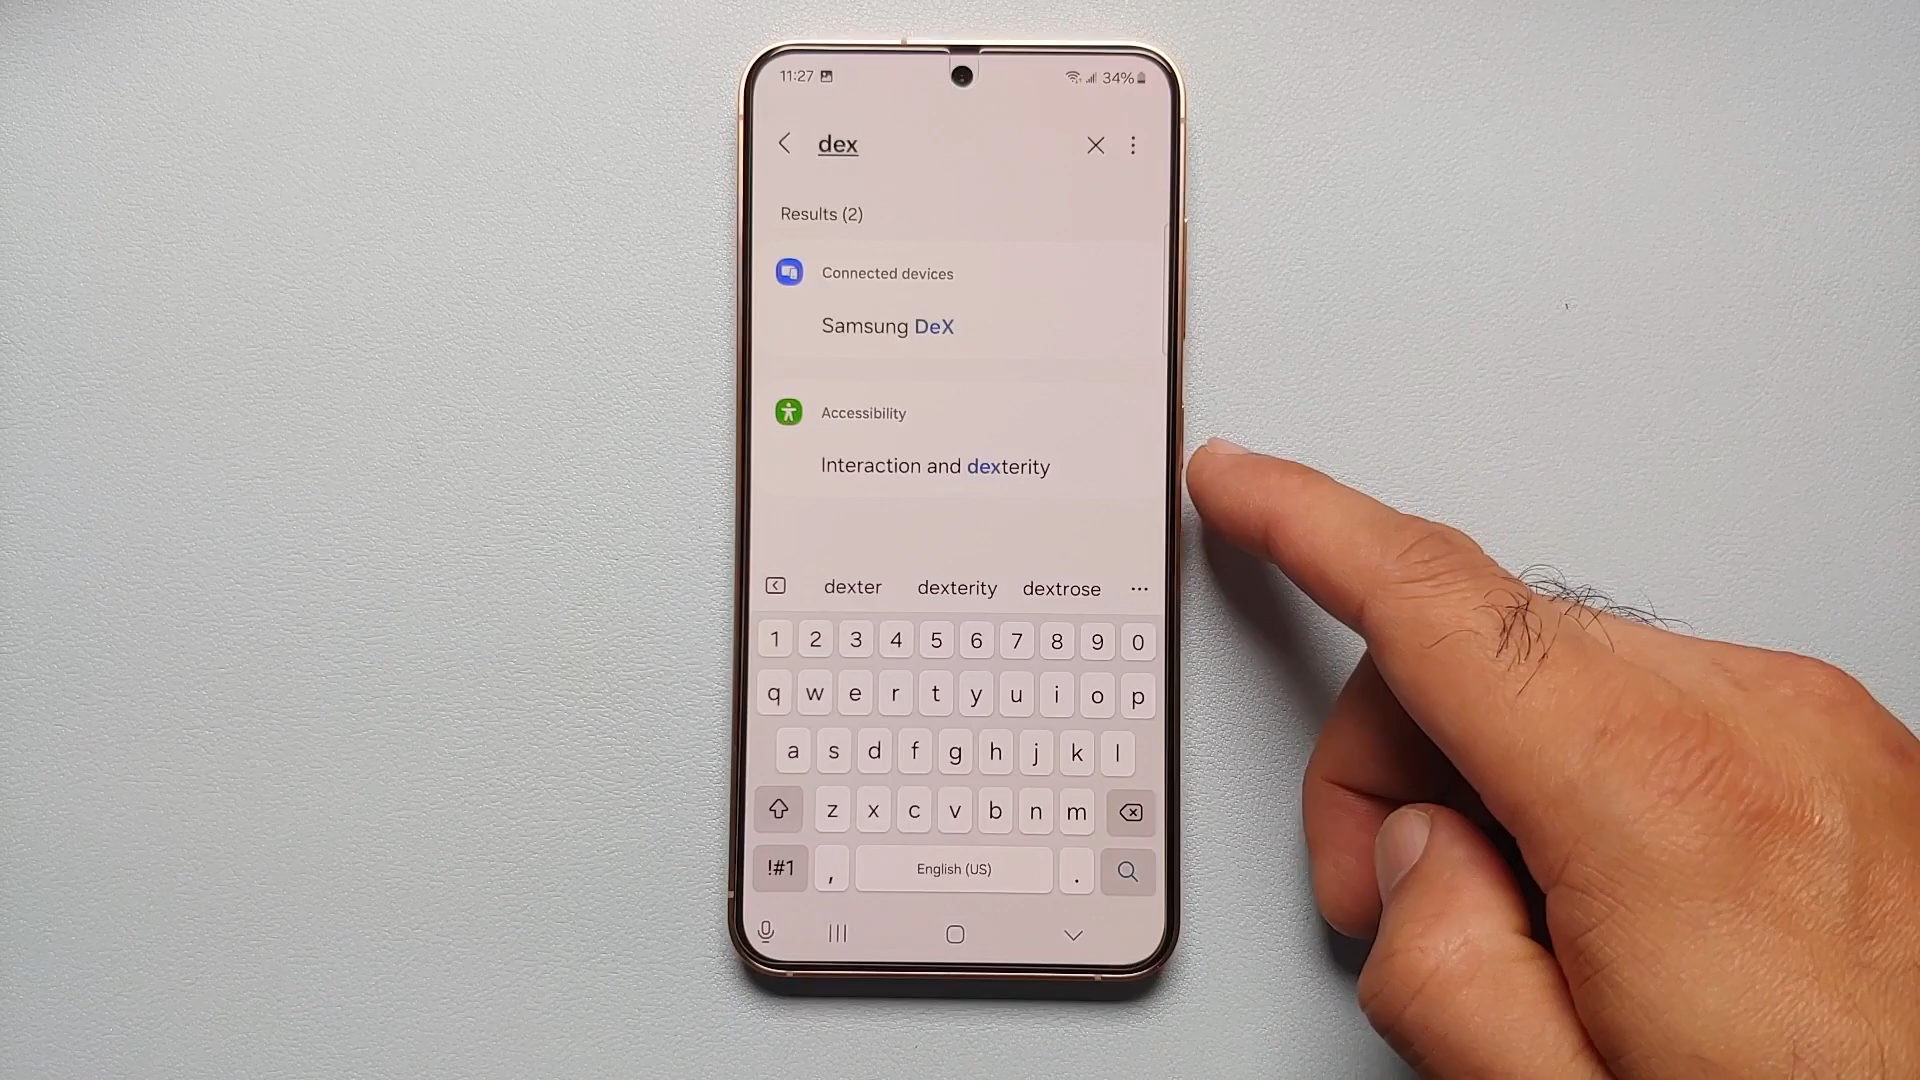 11:27 34%
dex
Results (2)
Connected devices
Samsung DeX
Accessibility
Interaction and dexterity
dexter dexterity dextrose ...
1 2 3 4 5 6 7 8 9 0
q w e r t y u i o p
a s d f g h j k l
z x c v b n m
!#1 , English (US) .